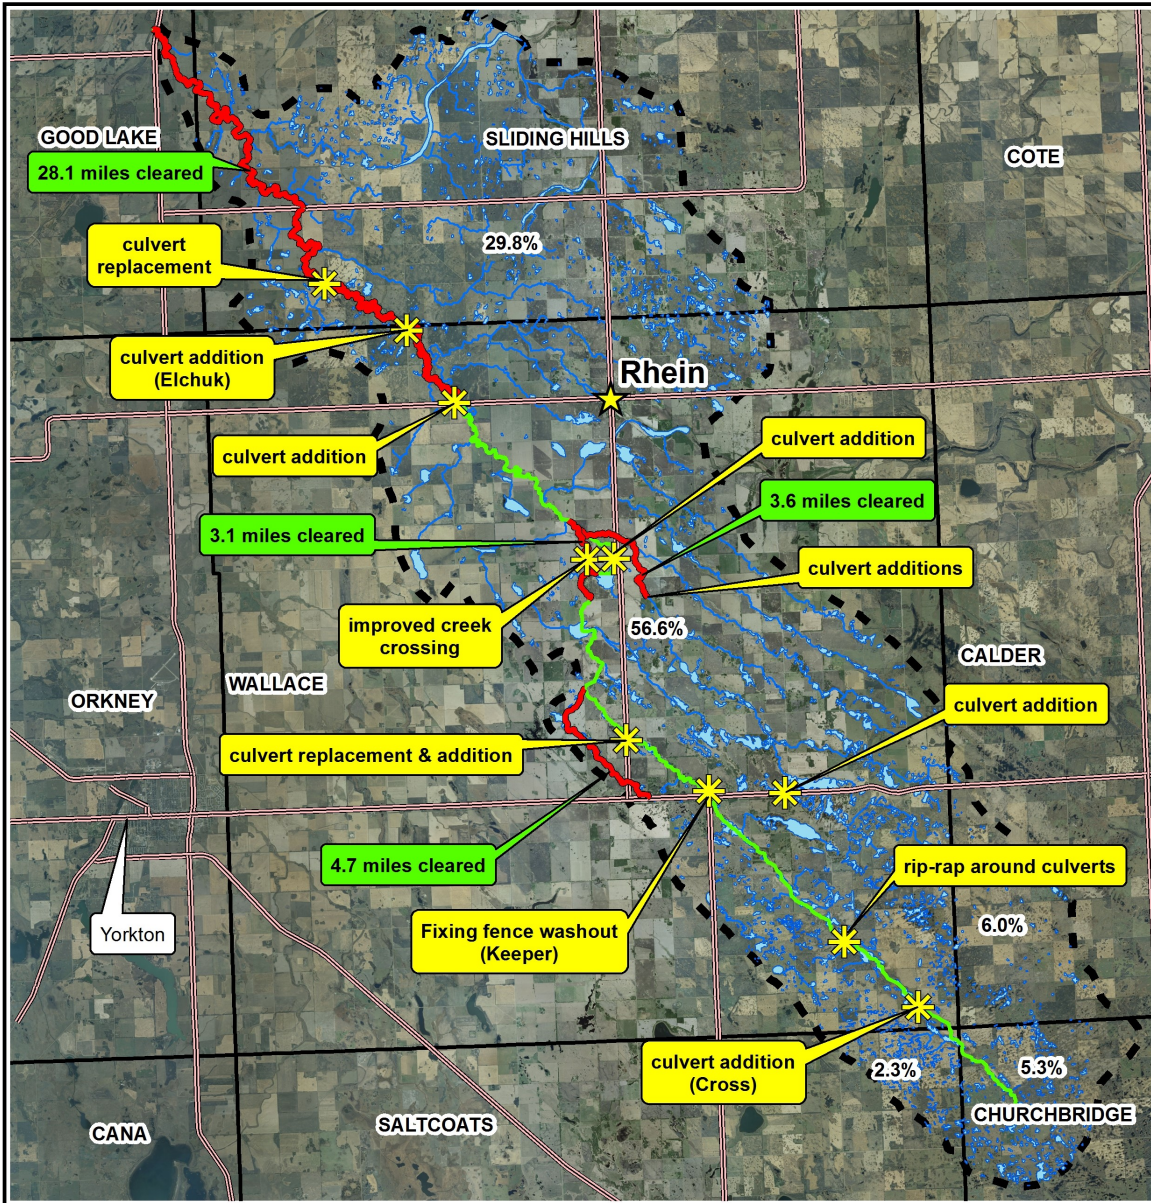 GOOD LAKE
SLIDING HILLS
COTE
28.1 miles cleared
culvert
replacement
29.8%
culvert addition
(Elchuk)
Rhein
culvert addition
culvert addition
3.6 miles cleared
3.1 miles cleared
culvert additions
improved creek
crossing
56.6%
CALDER
WALLACE
ORKNEY
culvert addition
culvert replacement & addition
4.7 miles cleared
rip-rap around culverts
Yorkton
Fixing fence washout
(Keeper)
6.0%
culvert addition
(Cross)
2.3%
5.3%
CHURCHBRIDGE
SALTCOATS
CANA